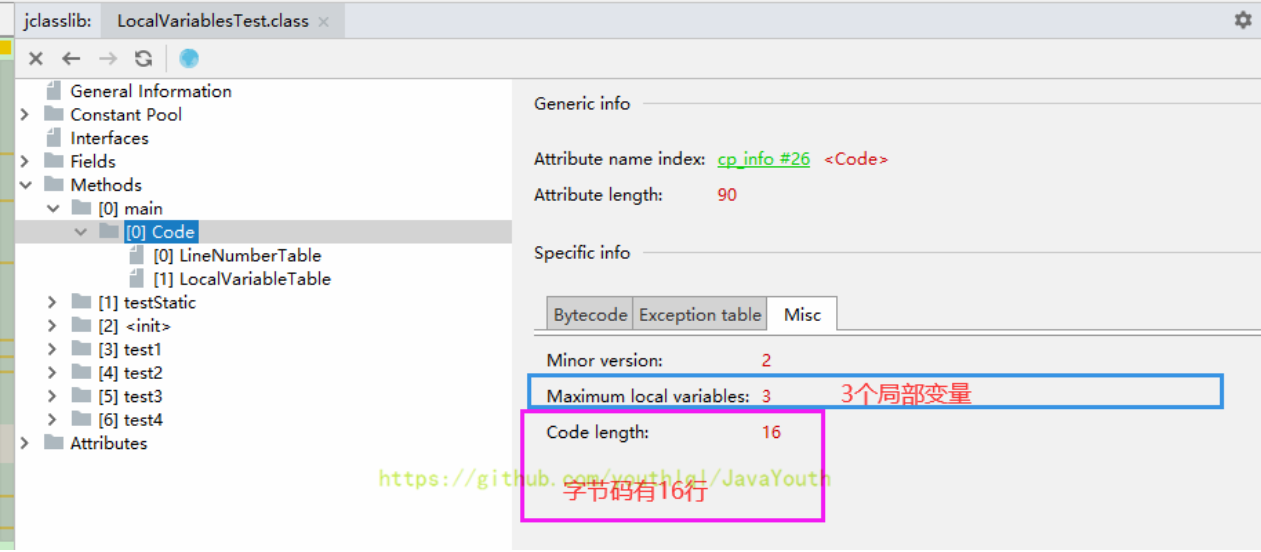 jclasslib: LocalVariablesTest.class
General Information
Constant Pool
Interfaces
Fields
Methods
[0] main
[0] Code
[0] LineNumberTable
[1] LocalVariableTable
[1] testStatic
[2] <init>
[3] test1
[4] test2
[5] test3
[6] test4
Attributes
Generic info
Attribute name index: cp_info #26 <Code>
Attribute length: 90
Specific info
Bytecode Exception table Misc
Minor version: 2
Maximum local variables: 3 3个局部变量
Code length: 16
https://github.com/youthlql/JavaYouth
字节码有16行